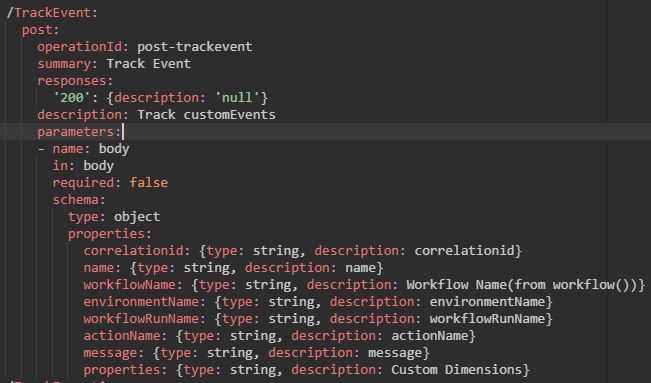 /TrackEvent:
post:
operationId: post-trackevent
summary: Track Event
responses:
'200': {description: 'null'}
description: Track customEvents
parameters:
- name: body
in: body
required: false
schema:
type: object
properties:
correlationid: {type: string, description: correlationid}
name: {type: string, description: name}
workflowName: {type: string, description: Workflow Name(from workflow())}
environmentName: {type: string, description: environmentName}
workflowRunName: {type: string, description: workflowRunName}
actionName: {type: string, description: actionName}
message: {type: string, description: message}
properties: {type: string, description: Custom Dimensions}